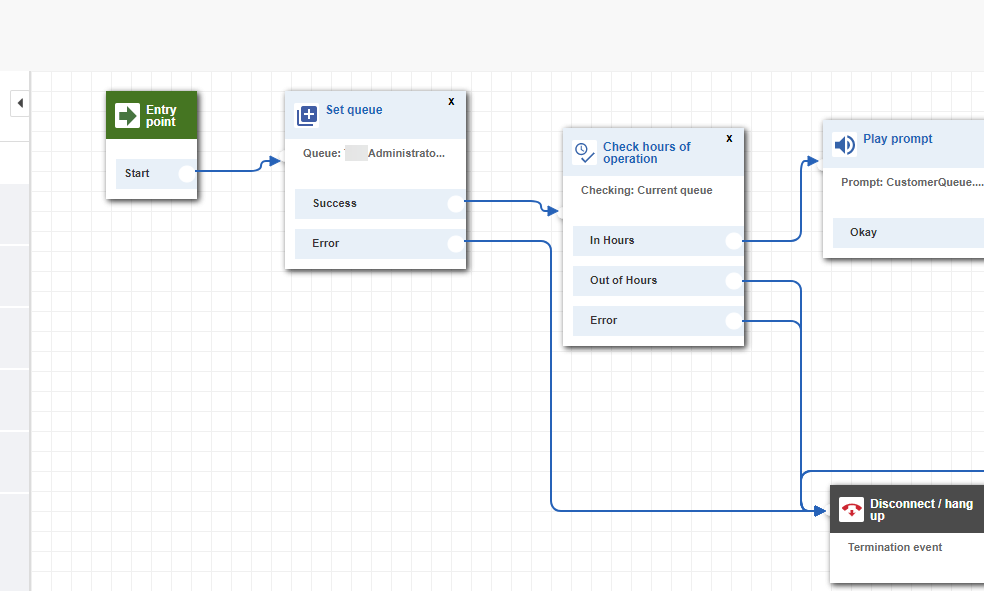 Entry
point
Start
Set queue
x
Queue: Administrato...
Success
Error
Check hours of
operation
x
Checking: Current queue
In Hours
Out of Hours
Error
Play prompt
Prompt: CustomerQueue....
Okay
Disconnect / hang
up
Termination event